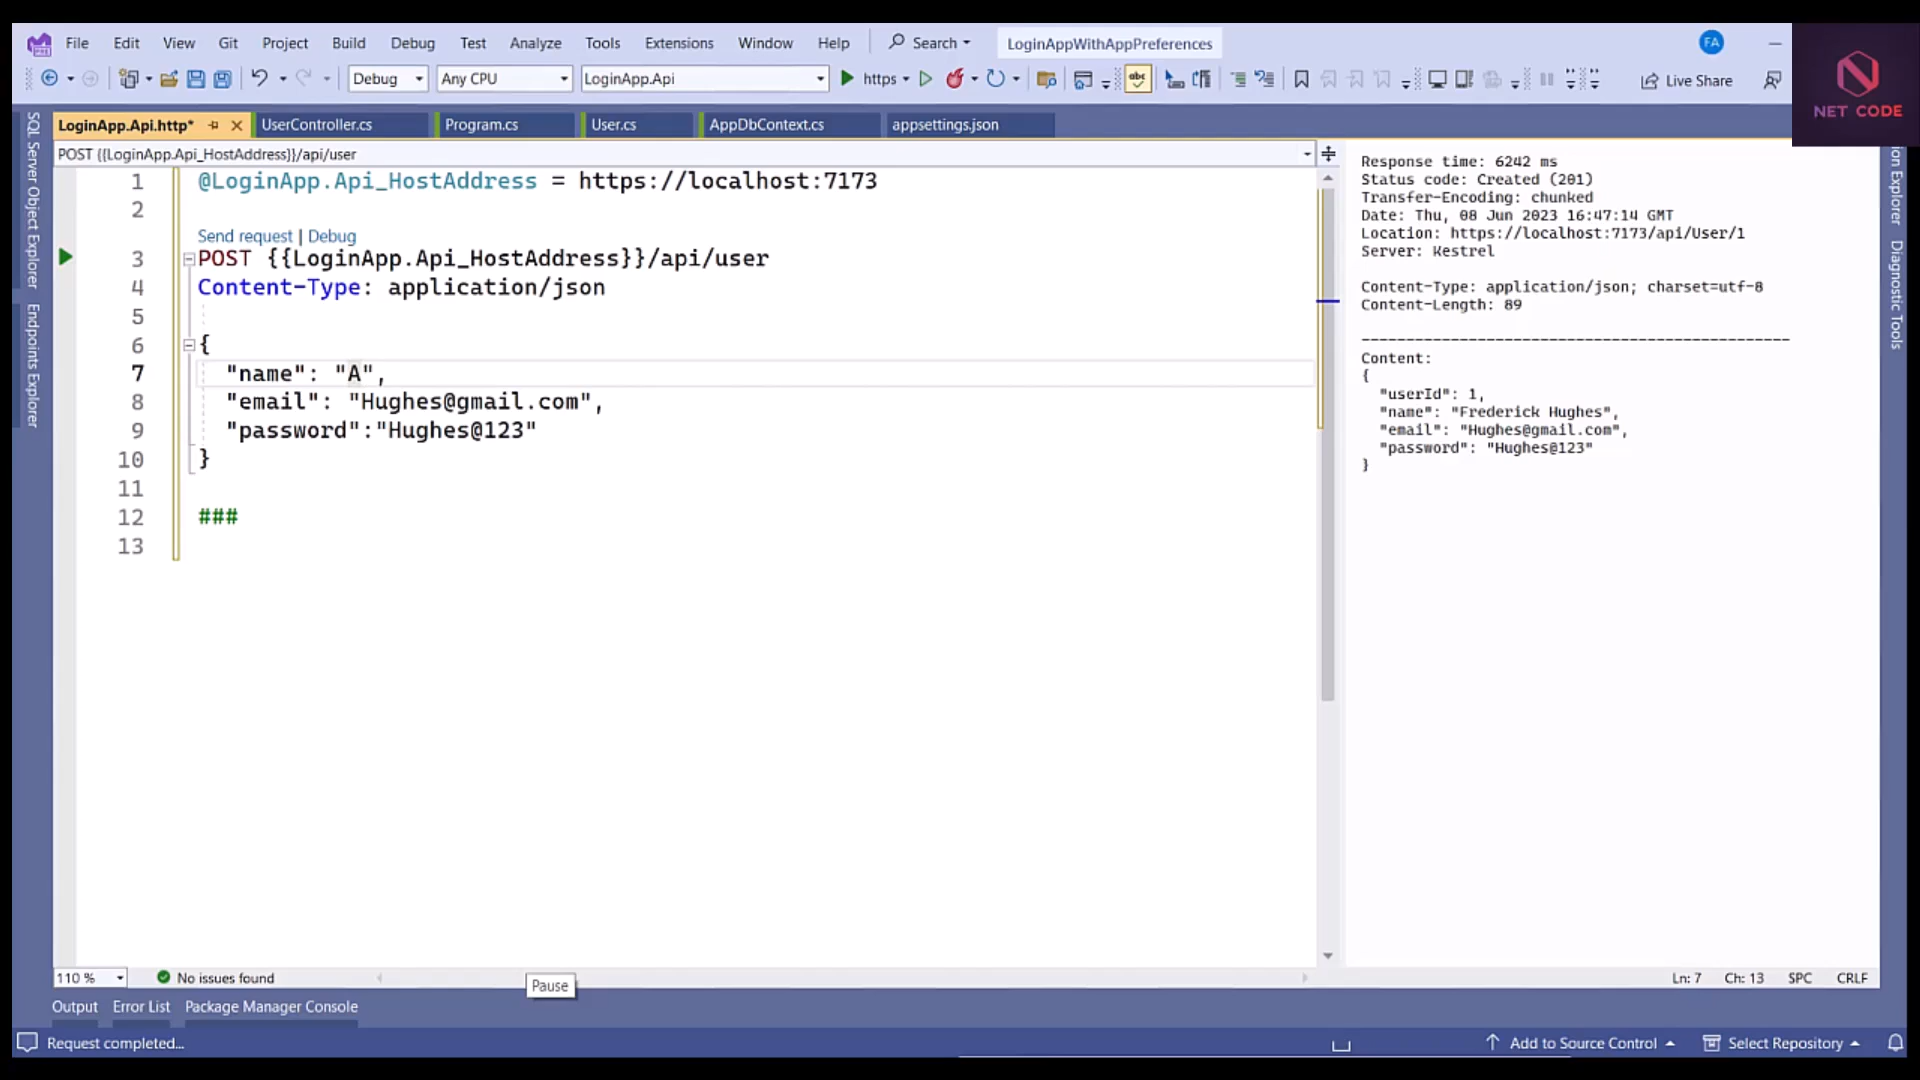 File Edit View Git Project Build Debug Test Analyze Tools Extensions Window Help Search LoginAppWithAppPreferences FA
Debug Any CPU LoginApp.Api https abc Live Share
NET CODE
LoginApp.Api.http* UserController.cs Program.cs User.cs AppDbContext.cs appsettings.json
POST {{LoginApp.Api_HostAddress}}/api/user
SQL Server Object Explorer
Endpoints Explorer
1 @LoginApp.Api_HostAddress = https://localhost:7173
2
Send request | Debug
3 POST {{LoginApp.Api_HostAddress}}/api/user
4 Content-Type: application/json
5
6 {
7 "name": "A",
8 "email": "Hughes@gmail.com",
9 "password":"Hughes@123"
10 }
11
12 ###
13
Response time: 6242 ms
Status code: Created (201)
Transfer-Encoding: chunked
Date: Thu, 08 Jun 2023 16:47:14 GMT
Location: https://localhost:7173/api/User/1
Server: Kestrel
Content-Type: application/json; charset=utf-8
Content-Length: 89
------------------------------------------------
Content:
{
"userId": 1,
"name": "Frederick Hughes",
"email": "Hughes@gmail.com",
"password": "Hughes@123"
}
ion Explorer
Diagnostic Tools
110 % No issues found Ln: 7 Ch: 13 SPC CRLF
Pause
Output Error List Package Manager Console
Request completed... Add to Source Control Select Repository